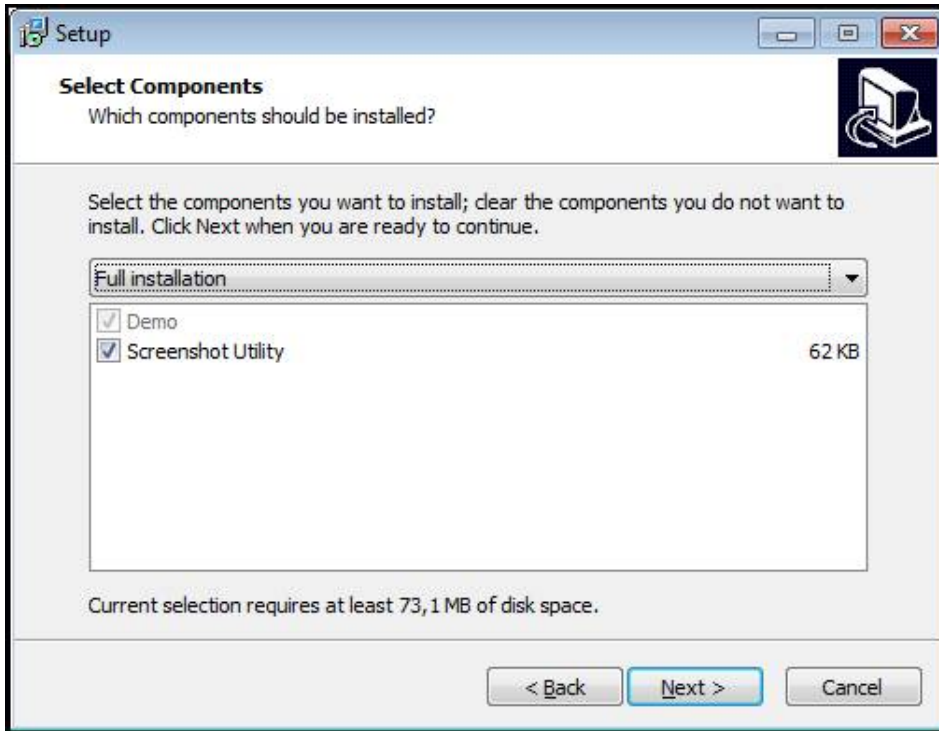 Setup
Select Components
Which components should be installed?
Select the components you want to install; clear the components you do not want to
install. Click Next when you are ready to continue.
Full installation
Demo
Screenshot Utility 62 KB
Current selection requires at least 73,1 MB of disk space.
< Back Next > Cancel